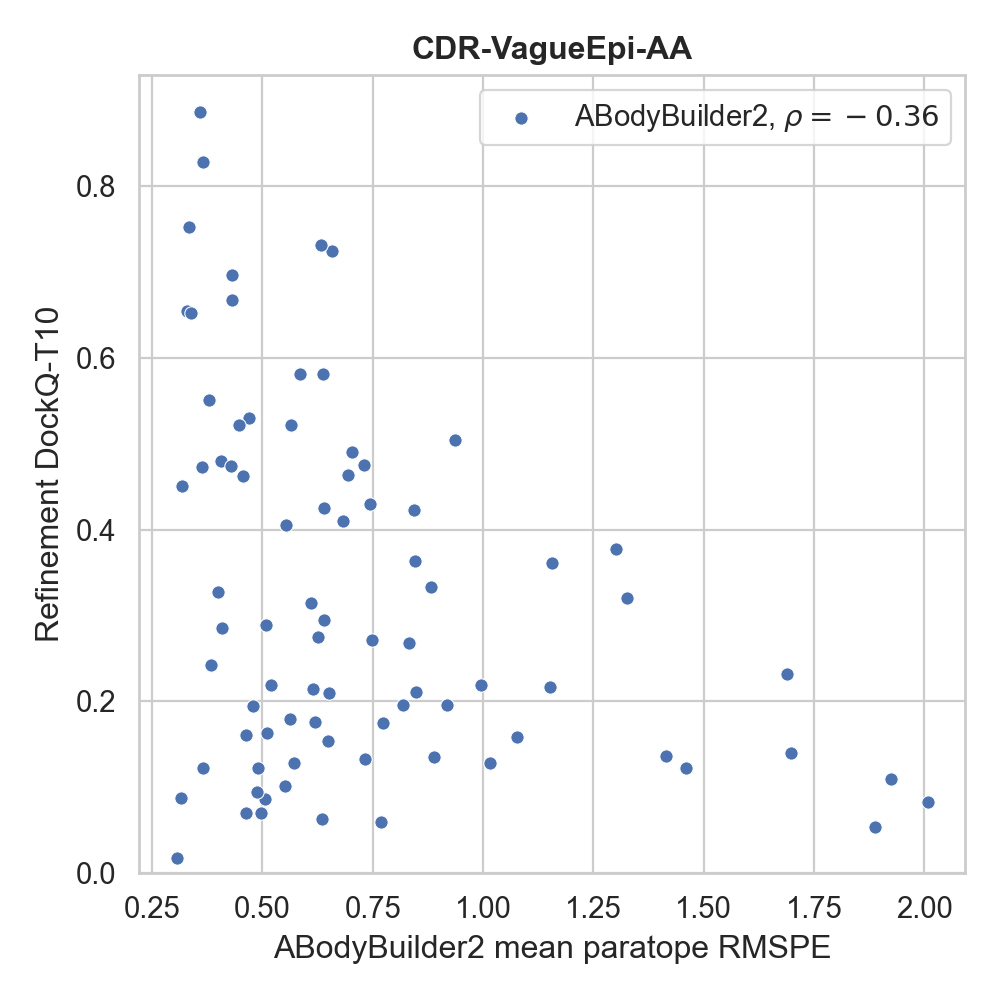 CDR-VagueEpi-AA
ABodyBuilder2, ρ = − 0.36
Refinement DockQ-T10
0.8
0.6
0.4
0.2
0.0
0.25 0.50 0.75 1.00 1.25 1.50 1.75 2.00
ABodyBuilder2 mean paratope RMSPE